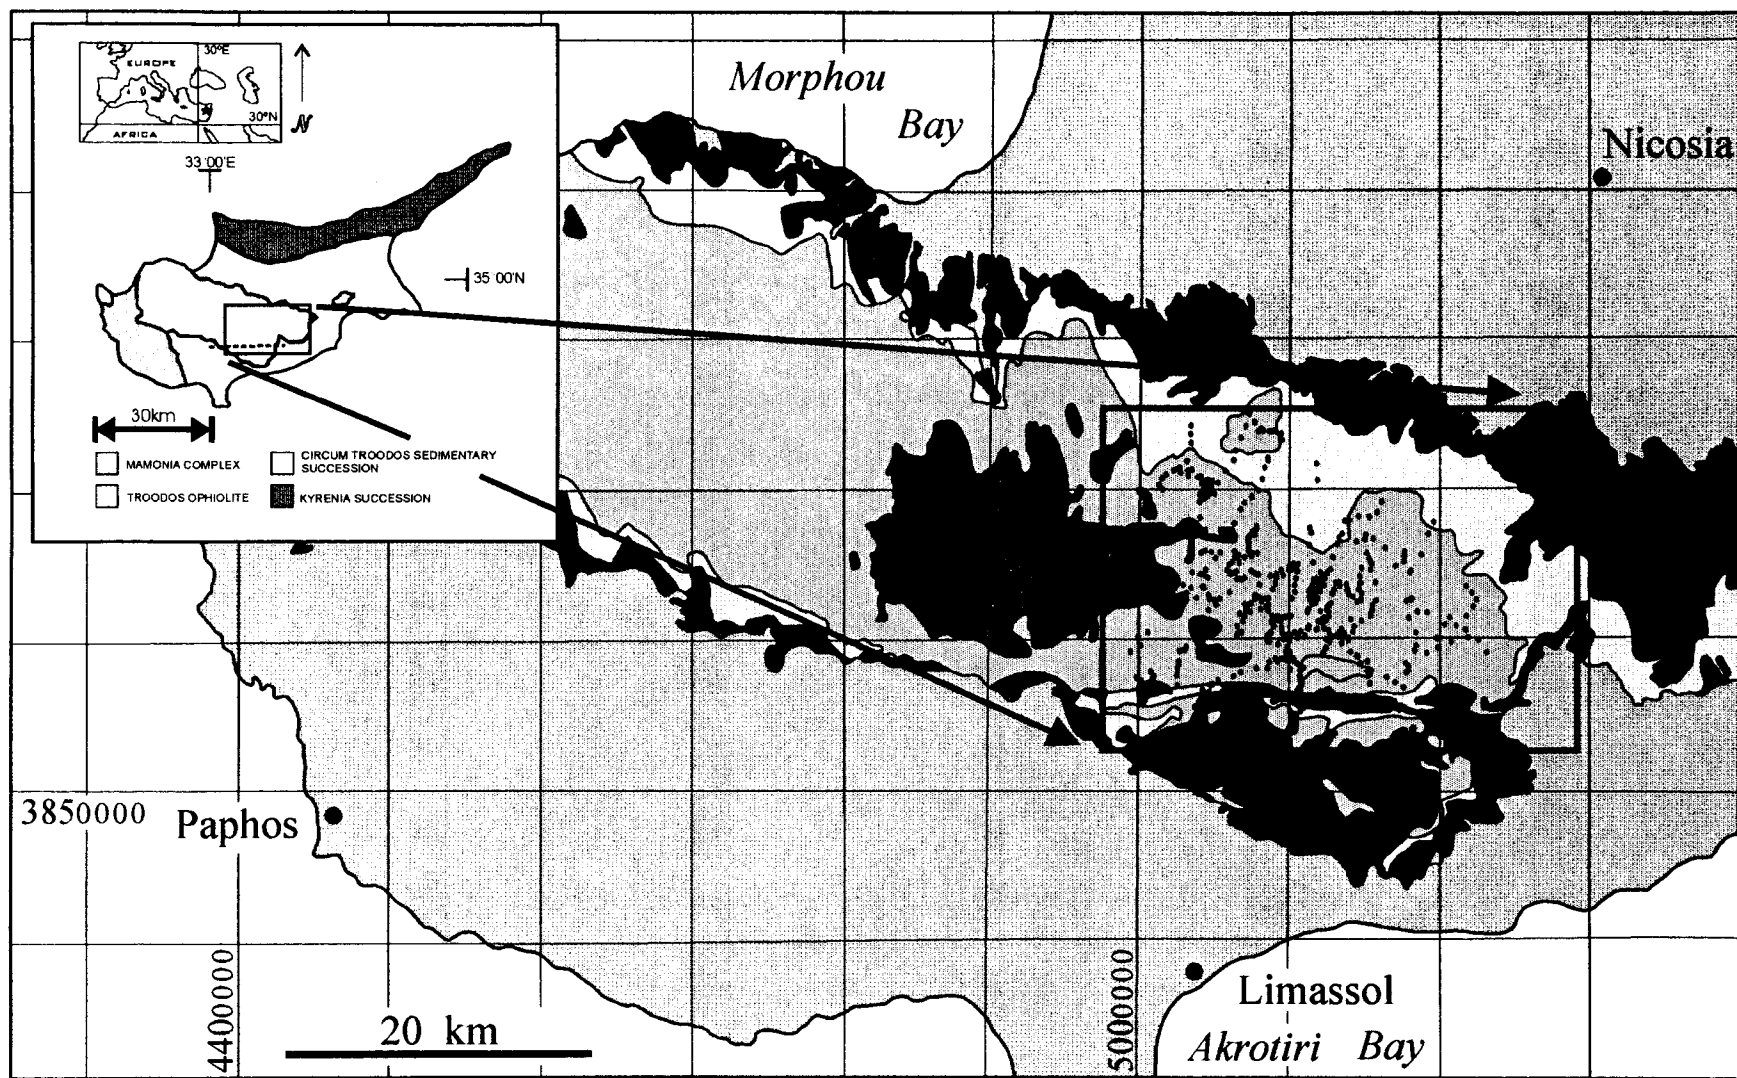 30°E
EUROPE
30°N
AFRICA
N
33°00'E
35°00'N
30km
MAMONIA COMPLEX
TROODOS OPHIOLITE
CIRCUM TROODOS SEDIMENTARY
SUCCESSION
KYRENIA SUCCESSION
Morphou
Bay
Nicosia
3850000
Paphos
4400000
20 km
5000000
Limassol
Akrotiri Bay